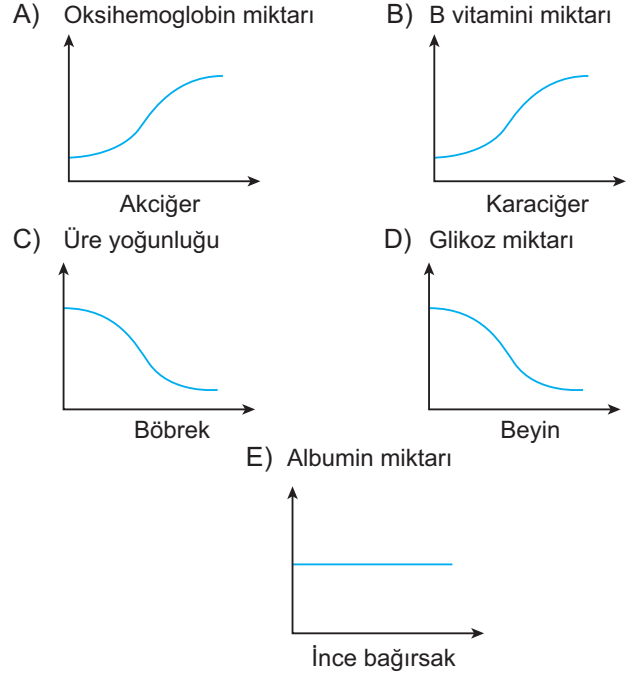 A) Oksihemoglobin miktarı
Akciğer
B) B vitamini miktarı
Karaciğer
C) Üre yoğunluğu
Böbrek
D) Glikoz miktarı
Beyin
E) Albumin miktarı
İnce bağırsak